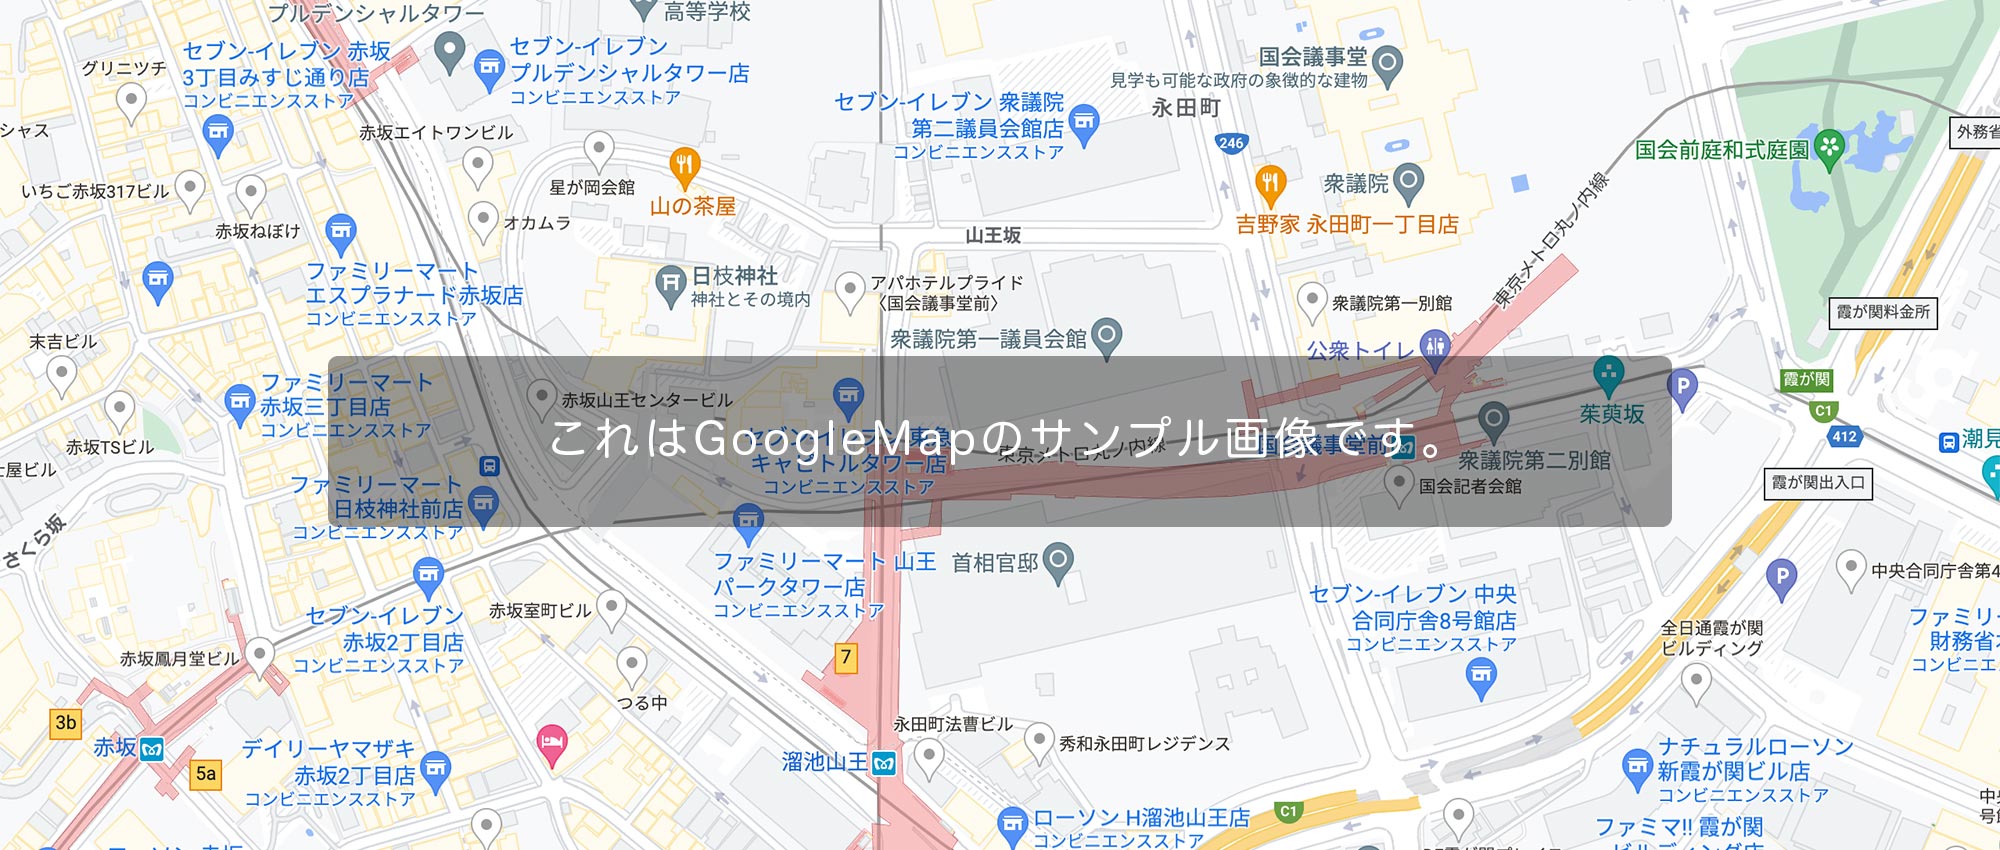 プルデンシャルタワー
高等学校
セブン-イレブン 赤坂
3丁目みすじ通り店
コンビニエンスストア
グリニツチ
セブン-イレブン
プルデンシャルタワー店
コンビニエンスストア
国会議事堂
見学も可能な政府の象徴的な建物
永田町
セブン-イレブン 衆議院
第二議員会館店
コンビニエンスストア
246
シャス
赤坂エイトワンビル
外務省
国会前庭和式庭園
いちご赤坂317ビル
星が岡会館
山の茶屋
衆議院
吉野家 永田町一丁目店
赤坂ねぼけ
オカムラ
山王坂
東京メトロ丸ノ内線
ファミリーマート
エスプラナード赤坂店
コンビニエンスストア
日枝神社
神社とその境内
アパホテルプライド
〈国会議事堂前〉
衆議院第一別館
霞が関料金所
末吉ビル
衆議院第一議員会館
公衆トイレ
ファミリーマート
赤坂三丁目店
コンビニエンスストア
赤坂山王センタービル
P
霞が関
C1
茱萸坂
412
潮見
これはGoogleMapのサンプル画像です。
セブン-イレブン 東急
キャピトルタワー店
コンビニエンスストア
東京メトロ丸ノ内線
国会議事堂前
衆議院第二別館
国会記者会館
赤坂TSビル
士屋ビル
霞が関出入口
ファミリーマート
日枝神社前店
コンビニエンスストア
さくら坂
ファミリーマート 山王
パークタワー店
コンビニエンスストア
首相官邸
P
中央合同庁舎第4
セブン-イレブン 中央
合同庁舎8号館店
コンビニエンスストア
セブン-イレブン
赤坂2丁目店
コンビニエンスストア
赤坂室町ビル
全日通霞が関
ビルディング
ファミリー
財務省
コンビニエ
赤坂鳳月堂ビル
7
つる中
3b
赤坂
5a
デイリーヤマザキ
赤坂2丁目店
コンビニエンスストア
溜池山王
永田町法曹ビル
秀和永田町レジデンス
ナチュラルローソン
新霞が関ビル店
コンビニエンスストア
中央
号館
C1
ローソン H溜池山王店
コンビニエンスストア
ファミマ!! 霞が関